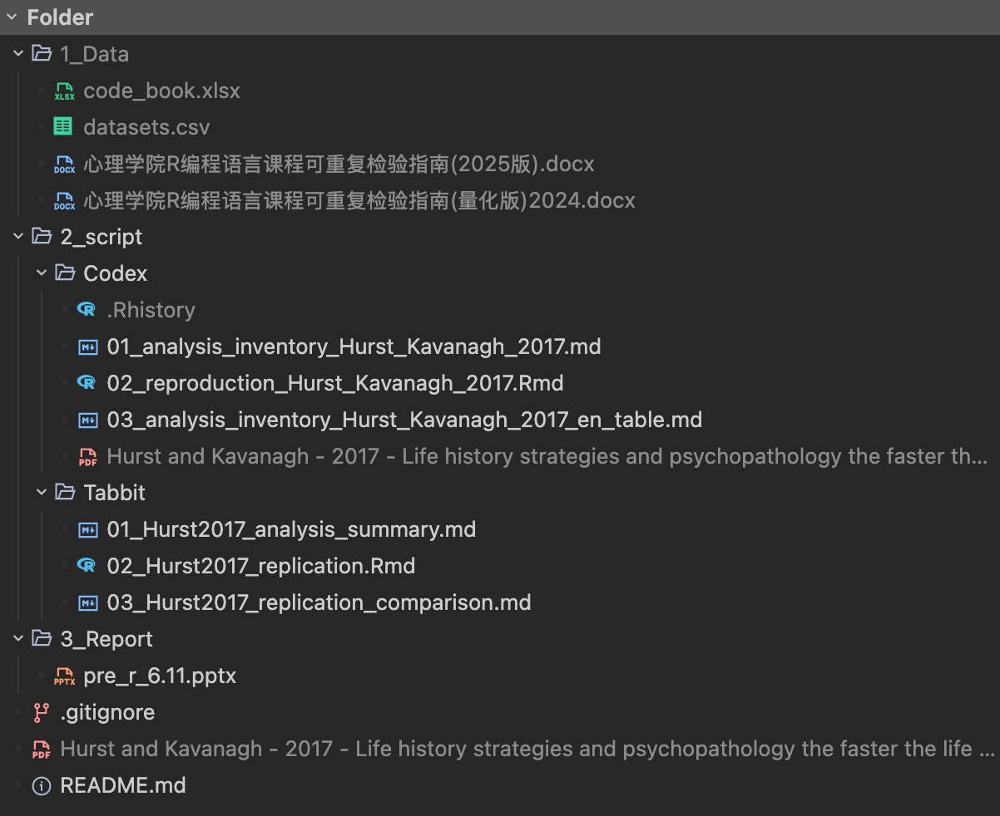 Folder
1_Data
code_book.xlsx
datasets.csv
心理学院R编程语言课程可重复检验指南(2025版).docx
心理学院R编程语言课程可重复检验指南(量化版)2024.docx
2_script
Codex
.Rhistory
01_analysis_inventory_Hurst_Kavanagh_2017.md
02_reproduction_Hurst_Kavanagh_2017.Rmd
03_analysis_inventory_Hurst_Kavanagh_2017_en_table.md
Hurst and Kavanagh - 2017 - Life history strategies and psychopathology the faster th...
Tabbit
01_Hurst2017_analysis_summary.md
02_Hurst2017_replication.Rmd
03_Hurst2017_replication_comparison.md
3_Report
pre_r_6.11.pptx
.gitignore
Hurst and Kavanagh - 2017 - Life history strategies and psychopathology the faster the life ...
README.md